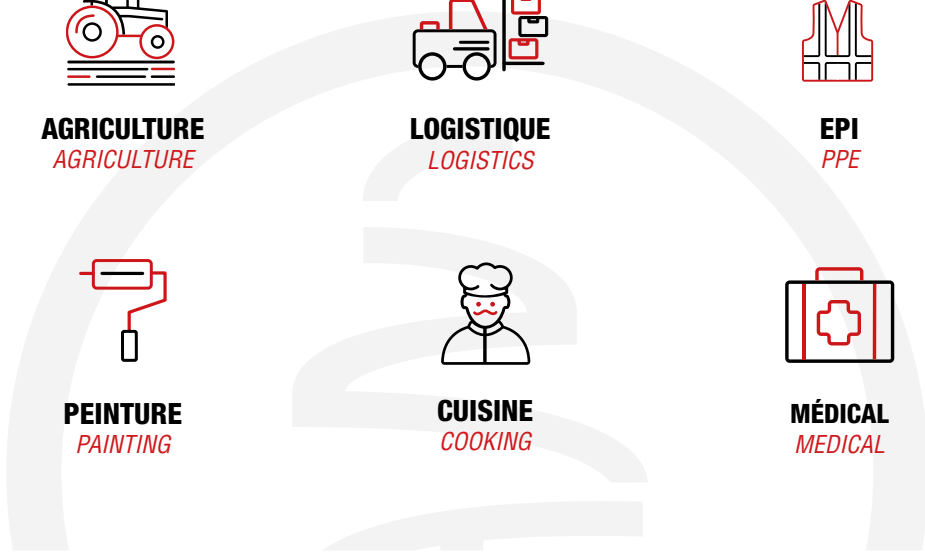 AGRICULTURE
AGRICULTURE
LOGISTIQUE
LOGISTICS
EPI
PPE
PEINTURE
PAINTING
CUISINE
COOKING
MÉDICAL
MEDICAL